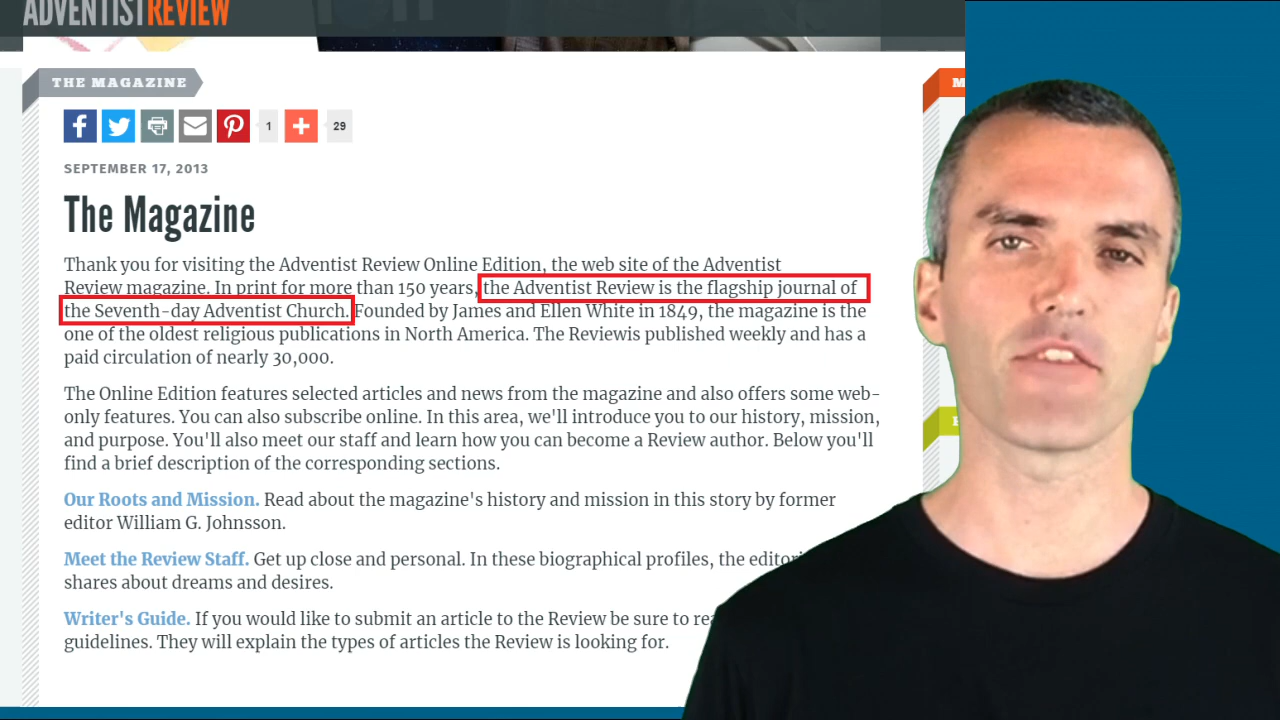 ADVENTISTREVIEW
THE MAGAZINE
M
1
29
SEPTEMBER 17, 2013
The Magazine
Thank you for visiting the Adventist Review Online Edition, the web site of the Adventist
Review magazine. In print for more than 150 years, the Adventist Review is the flagship journal of
the Seventh-day Adventist Church. Founded by James and Ellen White in 1849, the magazine is the
one of the oldest religious publications in North America. The Reviewis published weekly and has a
paid circulation of nearly 30,000.
The Online Edition features selected articles and news from the magazine and also offers some web-
only features. You can also subscribe online. In this area, we'll introduce you to our history, mission,
and purpose. You'll also meet our staff and learn how you can become a Review author. Below you'll
find a brief description of the corresponding sections.
Our Roots and Mission. Read about the magazine's history and mission in this story by former
editor William G. Johnsson.
Meet the Review Staff. Get up close and personal. In these biographical profiles, the
shares about dreams and desires.
Writer's Guide. If you would like to submit an article to the Review be sure to
guidelines. They will explain the types of articles the Review is looking for.